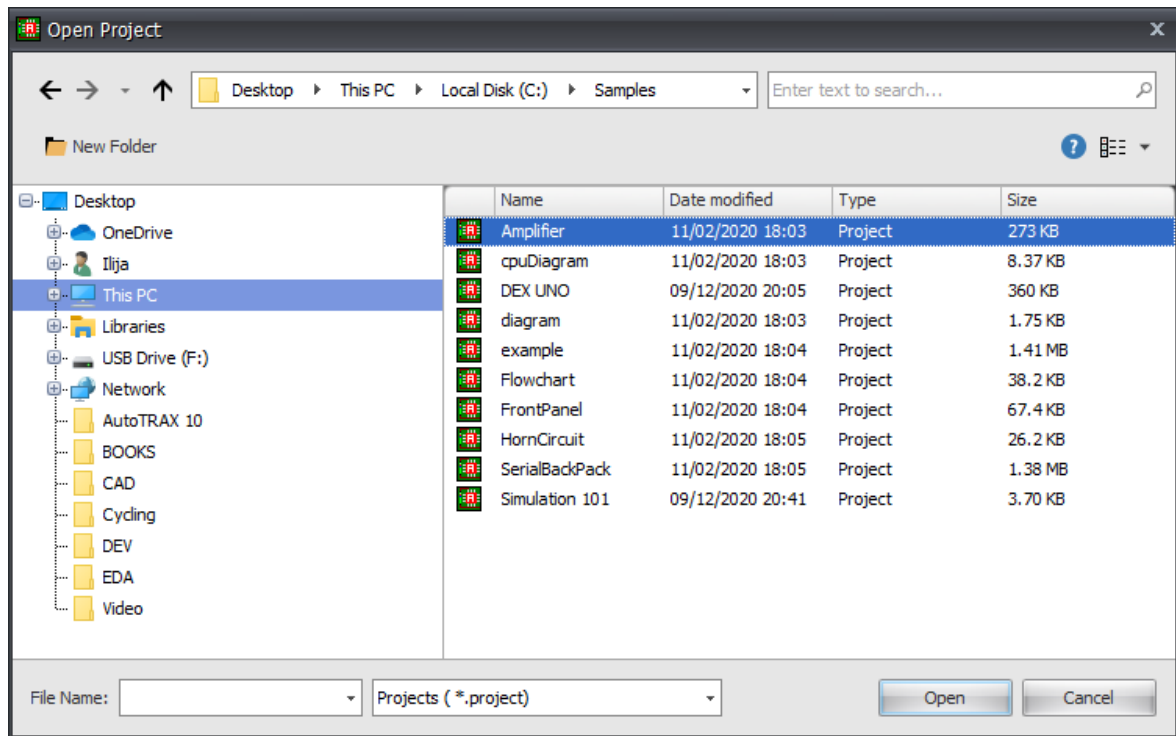 Open Project
Desktop This PC Local Disk (C:) Samples Enter text to search...
New Folder
Desktop
OneDrive
Ilija
This PC
Libraries
USB Drive (F:)
Network
AutoTRAX 10
BOOKS
CAD
Cycling
DEV
EDA
Video
Name Date modified Type Size
Amplifier 11/02/2020 18:03 Project 273 KB
cpuDiagram 11/02/2020 18:03 Project 8.37 KB
DEX UNO 09/12/2020 20:05 Project 360 KB
diagram 11/02/2020 18:03 Project 1.75 KB
example 11/02/2020 18:04 Project 1.41 MB
Flowchart 11/02/2020 18:04 Project 38.2 KB
FrontPanel 11/02/2020 18:04 Project 67.4 KB
HornCircuit 11/02/2020 18:05 Project 26.2 KB
SerialBackPack 11/02/2020 18:05 Project 1.38 MB
Simulation 101 09/12/2020 20:41 Project 3.70 KB
File Name: Projects ( *.project) Open Cancel